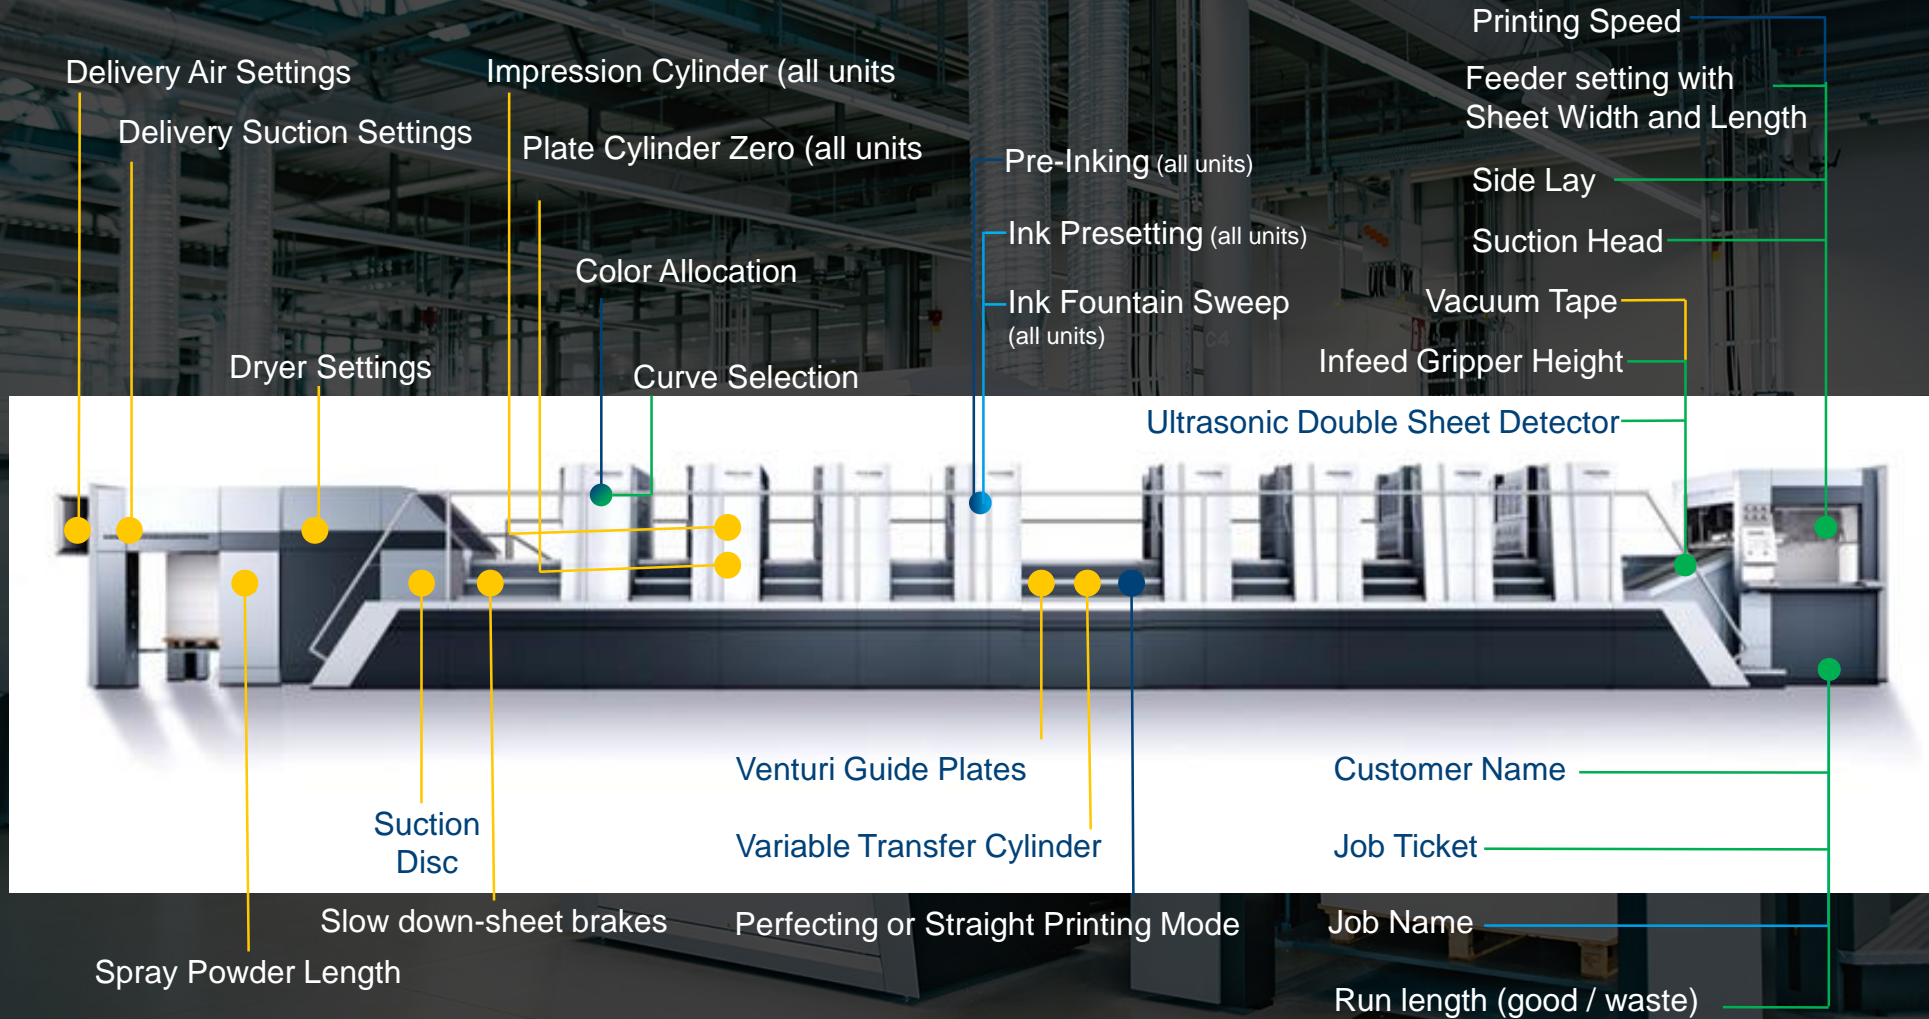 Delivery Air Settings
Delivery Suction Settings
Impression Cylinder (all units
Plate Cylinder Zero (all units
Color Allocation
Dryer Settings
Curve Selection
Pre-Inking (all units)
Ink Presetting (all units)
Ink Fountain Sweep
(all units)
C4
Printing Speed
Feeder setting with
Sheet Width and Length
Side Lay
Suction Head
Vacuum Tape
Infeed Gripper Height
Ultrasonic Double Sheet Detector
Suction
Disc
Slow down-sheet brakes
Spray Powder Length
Venturi Guide Plates
Variable Transfer Cylinder
Perfecting or Straight Printing Mode
Customer Name
Job Ticket
Job Name
Run length (good / waste)